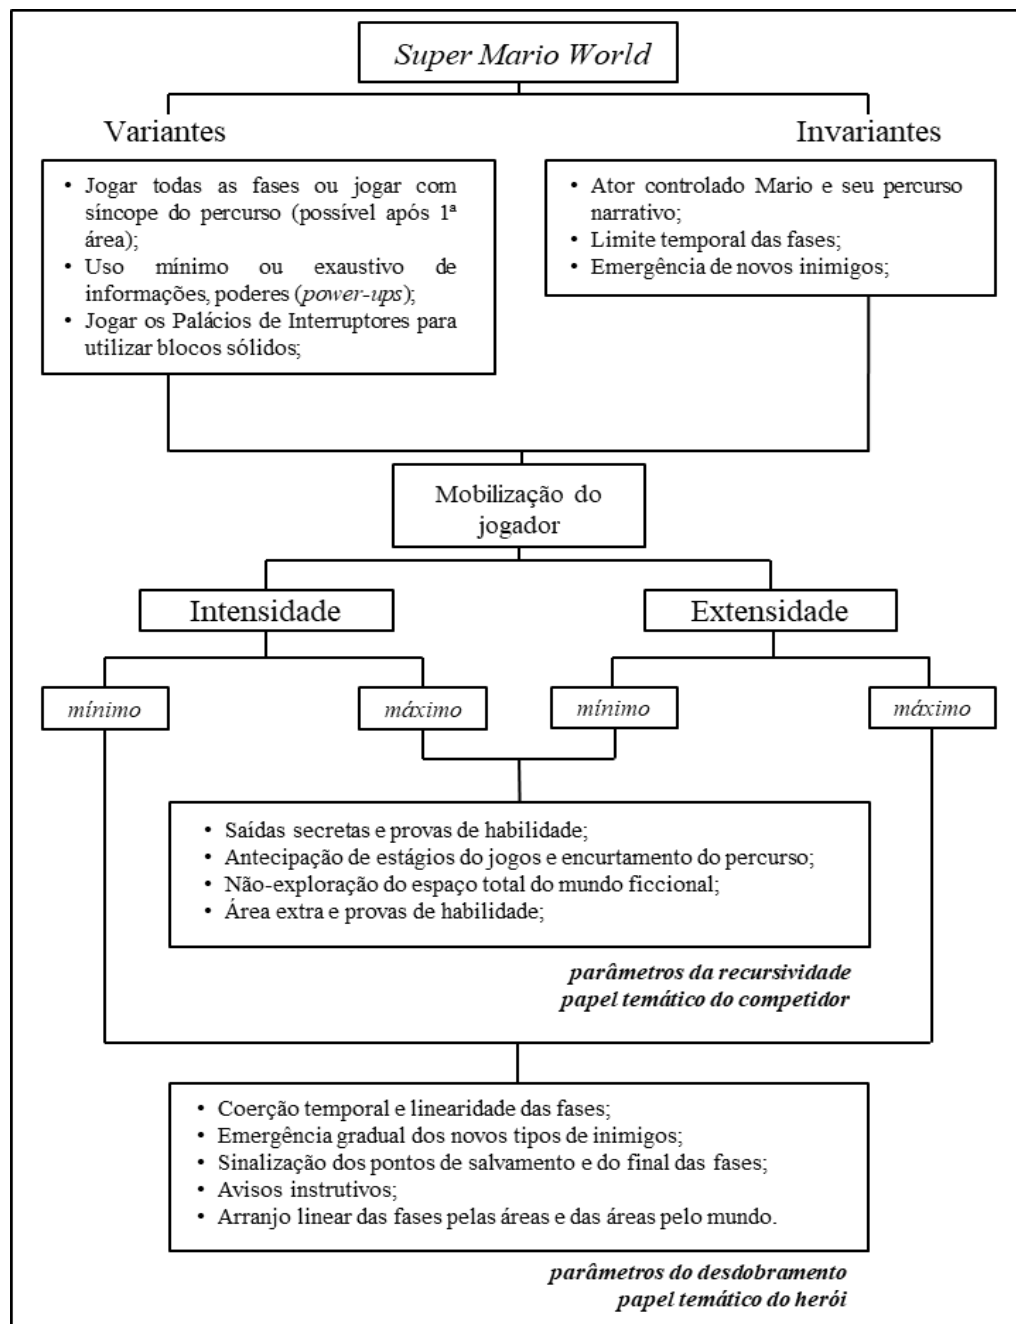 Super Mario World
Variantes
Invariantes
• Jogar todas as fases ou jogar com
síncope do percurso (possível após 1ª
área);
• Uso mínimo ou exaustivo de
informações, poderes (power-ups);
• Jogar os Palácios de Interruptores para
utilizar blocos sólidos;
• Ator controlado Mario e seu percurso
narrativo;
• Limite temporal das fases;
• Emergência de novos inimigos;
Mobilização do
jogador
Intensidade
Extensidade
mínimo
máximo
mínimo
máximo
• Saídas secretas e provas de habilidade;
• Antecipação de estágios do jogos e encurtamento do percurso;
• Não-exploração do espaço total do mundo ficcional;
• Área extra e provas de habilidade;
parâmetros da recursividade
papel temático do competidor
• Coerção temporal e linearidade das fases;
• Emergência gradual dos novos tipos de inimigos;
• Sinalização dos pontos de salvamento e do final das fases;
• Avisos instrutivos;
• Arranjo linear das fases pelas áreas e das áreas pelo mundo.
parâmetros do desdobramento
papel temático do herói